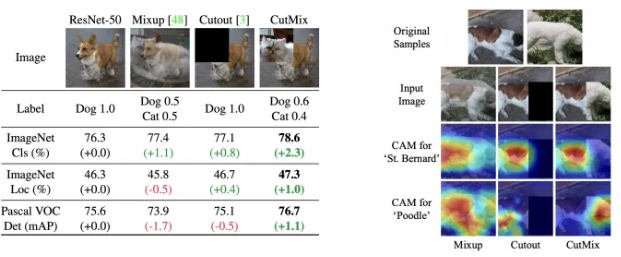 ResNet-50 Mixup [48] Cutout [3] CutMix
Image
Label Dog 1.0 Dog 0.5 Cat 0.5 Dog 1.0 Dog 0.6 Cat 0.4
ImageNet Cls (%) 76.3 (+0.0) 77.4 (+1.1) 77.1 (+0.8) 78.6 (+2.3)
ImageNet Loc (%) 46.3 (+0.0) 45.8 (-0.5) 46.7 (+0.4) 47.3 (+1.0)
Pascal VOC Det (mAP) 75.6 (+0.0) 73.9 (-1.7) 75.1 (-0.5) 76.7 (+1.1)
Original
Samples
Input
Image
CAM for
'St. Bernard'
CAM for
'Poodle'
Mixup Cutout CutMix